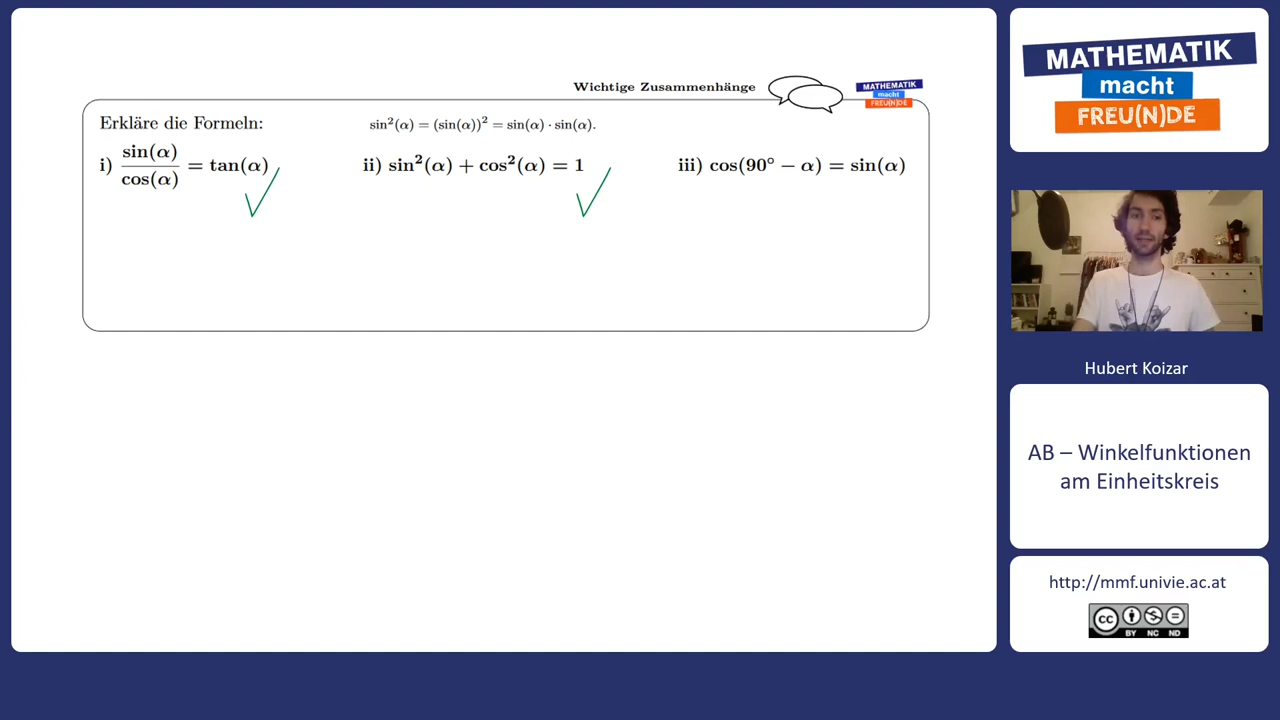 Wichtige Zusammenhänge
MATHEMATIK
macht
FREU(N)DE
Erkläre die Formeln:
sin²(α) = (sin(α))² = sin(α) · sin(α).
i) sin(α)/cos(α) = tan(α)
ii) sin²(α) + cos²(α) = 1
iii) cos(90° − α) = sin(α)
MATHEMATIK
macht
FREU(N)DE
Hubert Koizar
AB – Winkelfunktionen
am Einheitskreis
http://mmf.univie.ac.at
CC
BY NC ND